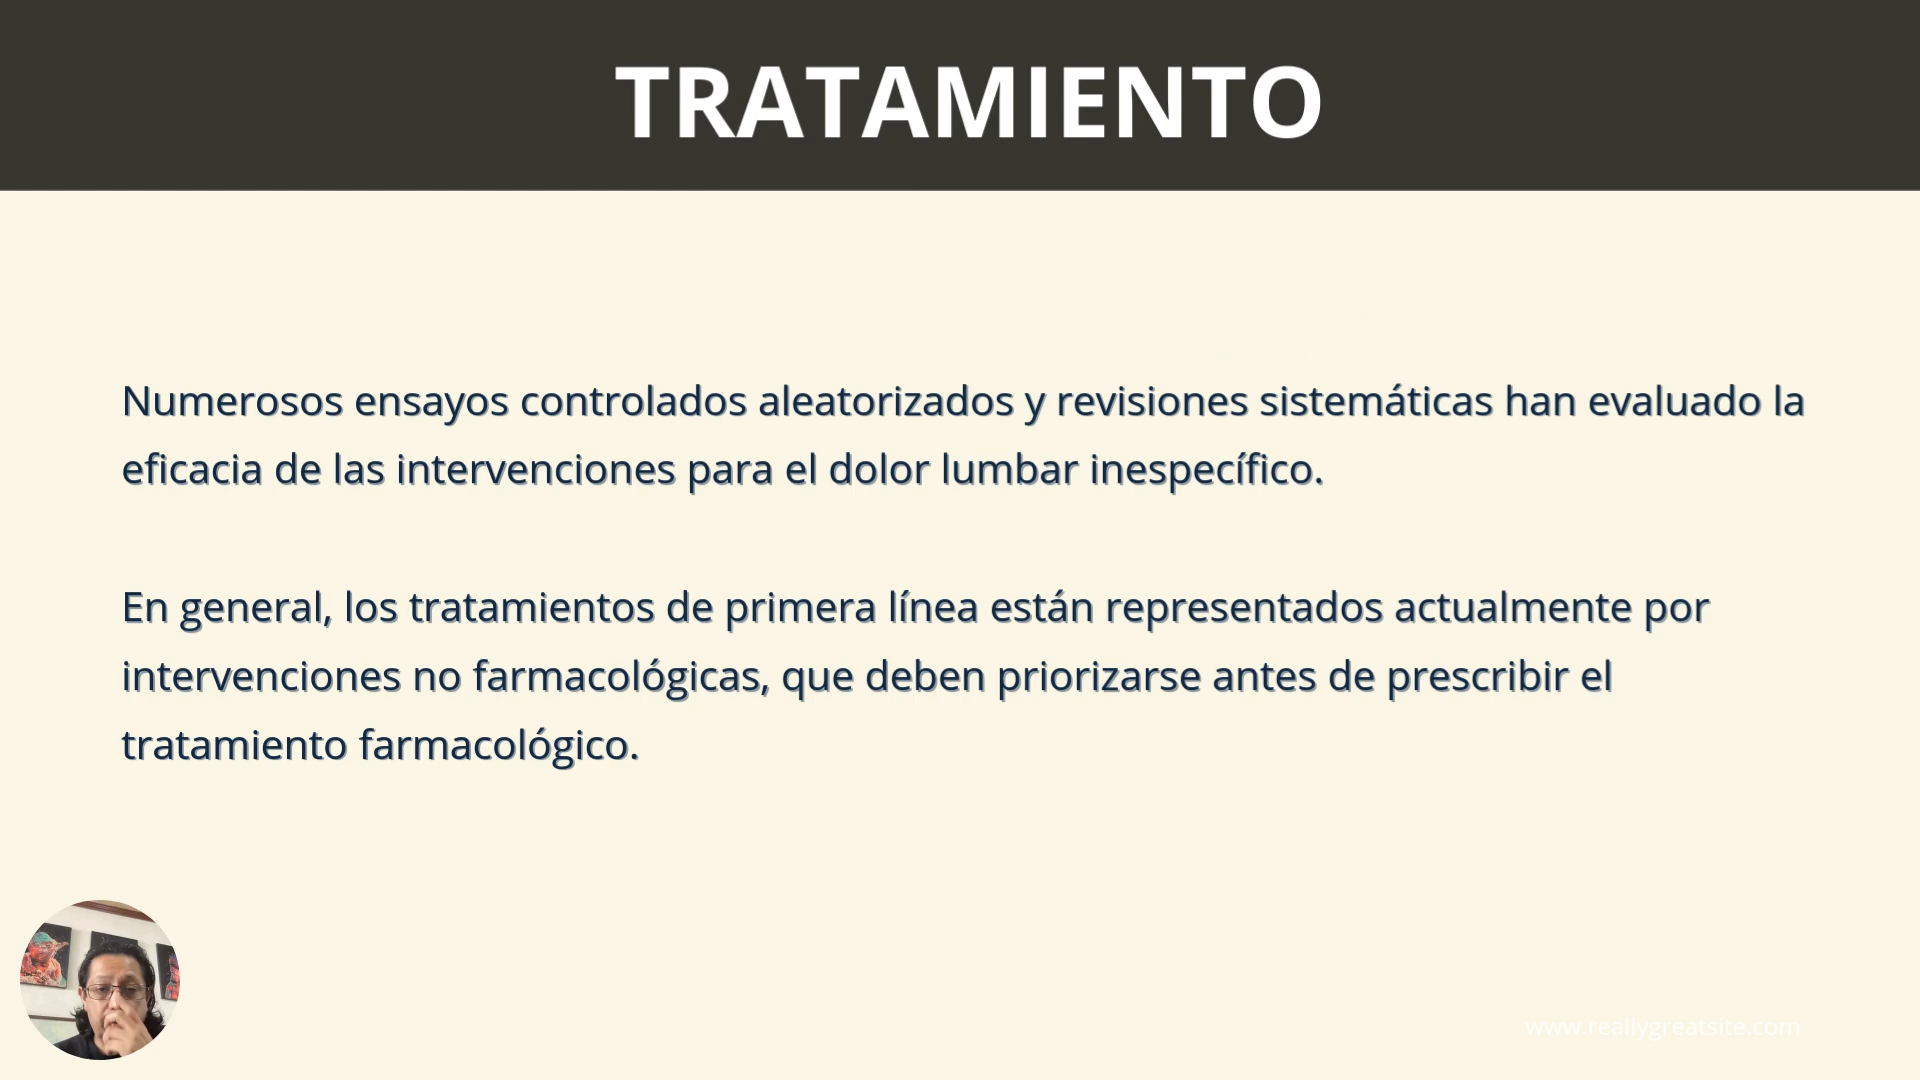 TRATAMIENTO
Numerosos ensayos controlados aleatorizados y revisiones sistemáticas han evaluado la
eficacia de las intervenciones para el dolor lumbar inespecífico.
En general, los tratamientos de primera línea están representados actualmente por
intervenciones no farmacológicas, que deben priorizarse antes de prescribir el
tratamiento farmacológico.
www.reallygreatsite.com